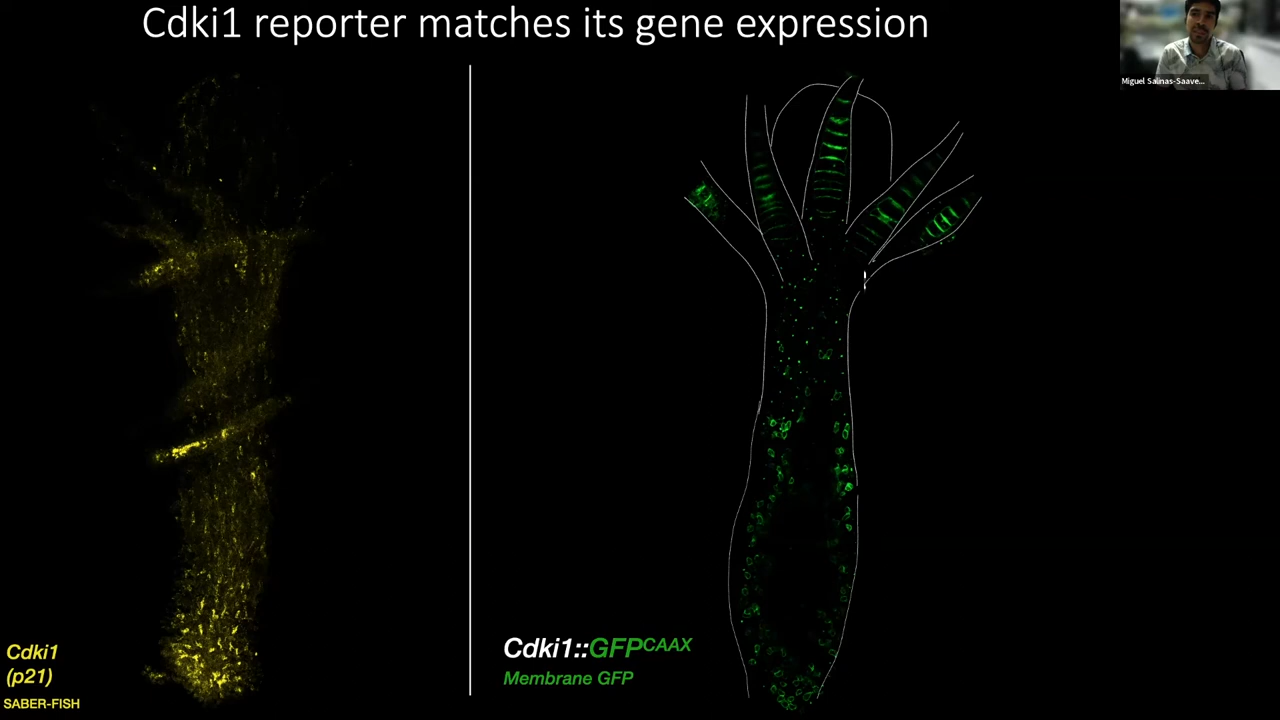 Cdki1 reporter matches its gene expression
Miguel Salinas-Saave...
Cdki1
(p21)
SABER-FISH
Cdki1::GFPCAAX
Membrane GFP